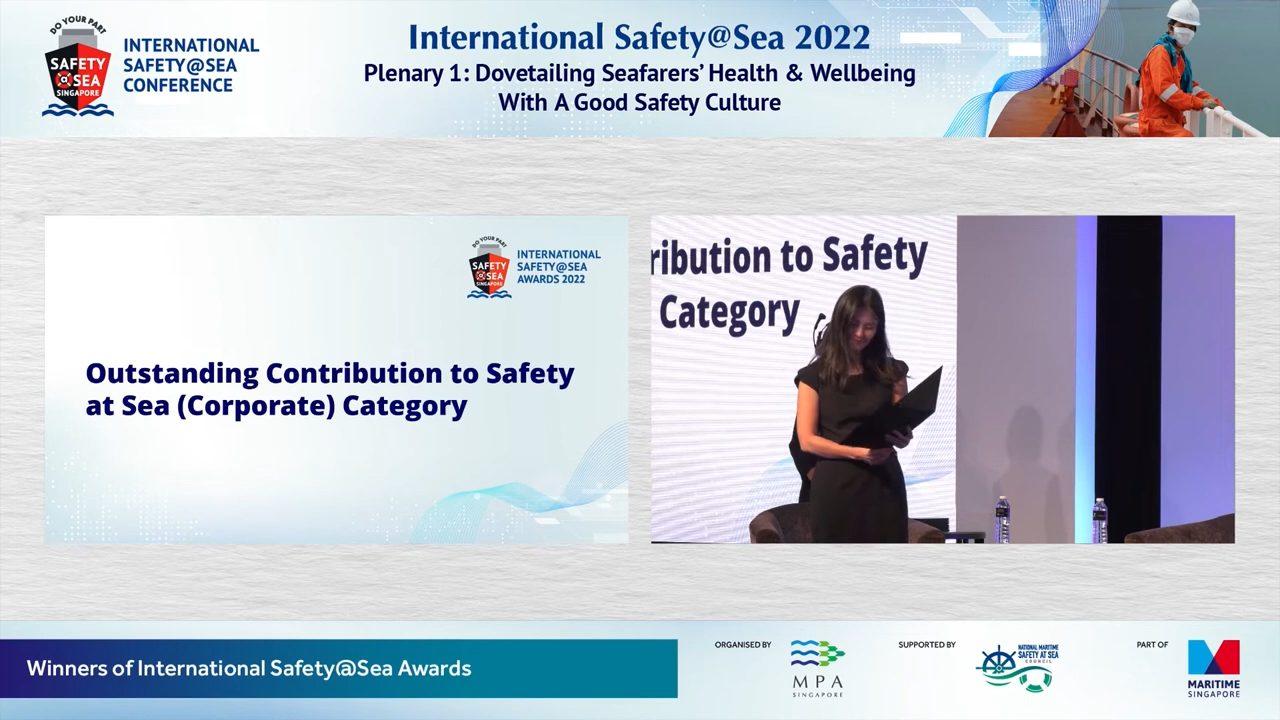 DO YOUR PART
SAFETY
@SEA
SINGAPORE
INTERNATIONAL
SAFETY@SEA
CONFERENCE
International Safety@Sea 2022
Plenary 1: Dovetailing Seafarers' Health & Wellbeing
With A Good Safety Culture
DO YOUR PART
SAFETY
@SEA
SINGAPORE
INTERNATIONAL
SAFETY@SEA
AWARDS 2022
Outstanding Contribution to Safety
at Sea (Corporate) Category
ribution to Safety
Category
Winners of International Safety@Sea Awards
ORGANISED BY
MPA
SINGAPORE
SUPPORTED BY
NATIONAL MARITIME
SAFETY AT SEA
COUNCIL
PART OF
MARITIME
SINGAPORE